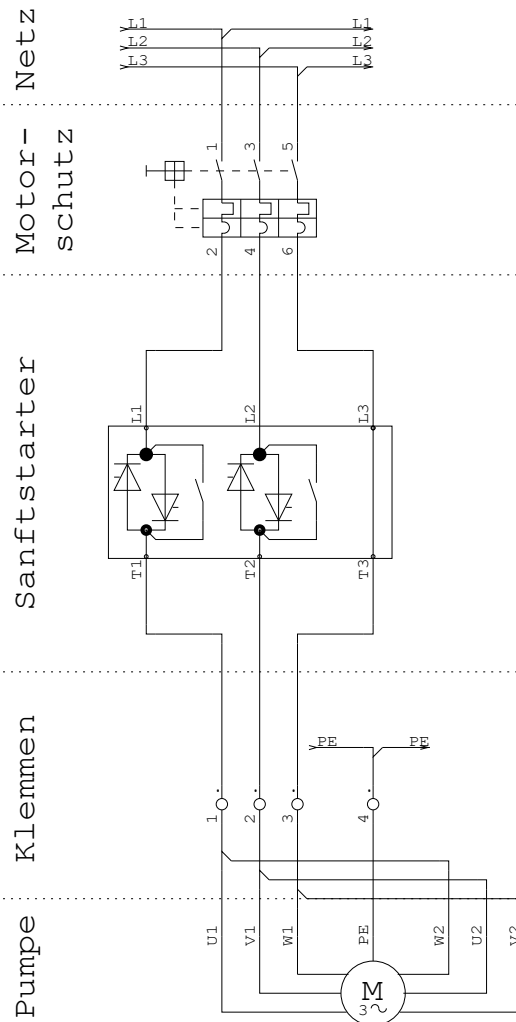 Netz
L1 L1
L2 L2
L3 L3
Motor-
schutz
1 3 5
2 4 6
Sanftstarter
L1 L2 L3
T1 T2 T3
Klemmen
PE PE
1 2 3 4
Pumpe
U1 V1 W1 PE W2 U2 V2
M
3~